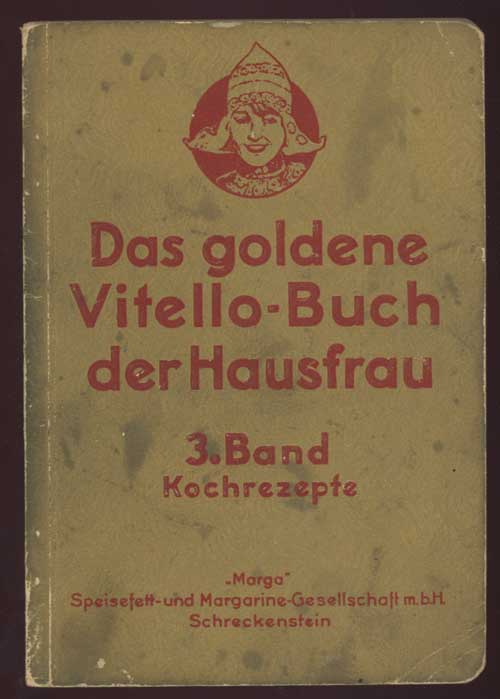 Das goldene
Vitello-Buch
der Hausfrau
3. Band
Kochrezepte
„Marga"
Speisefett- und Margarine-Gesellschaft m.b.H.
Schreckenstein